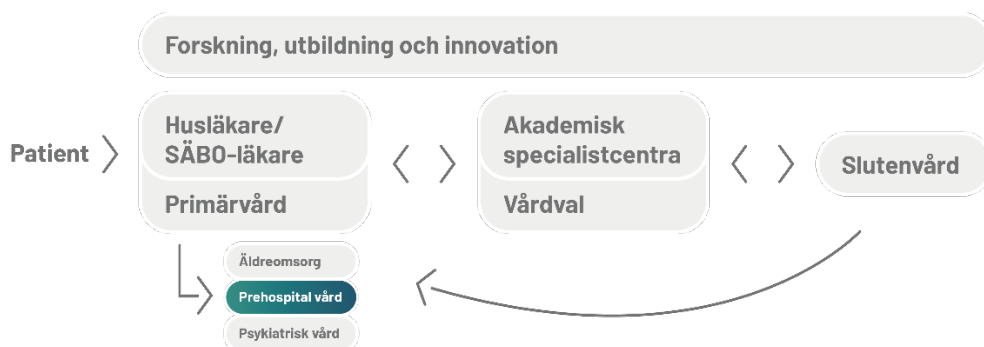 Forskning, utbildning och innovation
Patient
Husläkare/
SÄBO-läkare
Primärvård
Akademisk
specialistcentra
Vårdval
Slutenvård
Äldreomsorg
Prehospital vård
Psykiatrisk vård